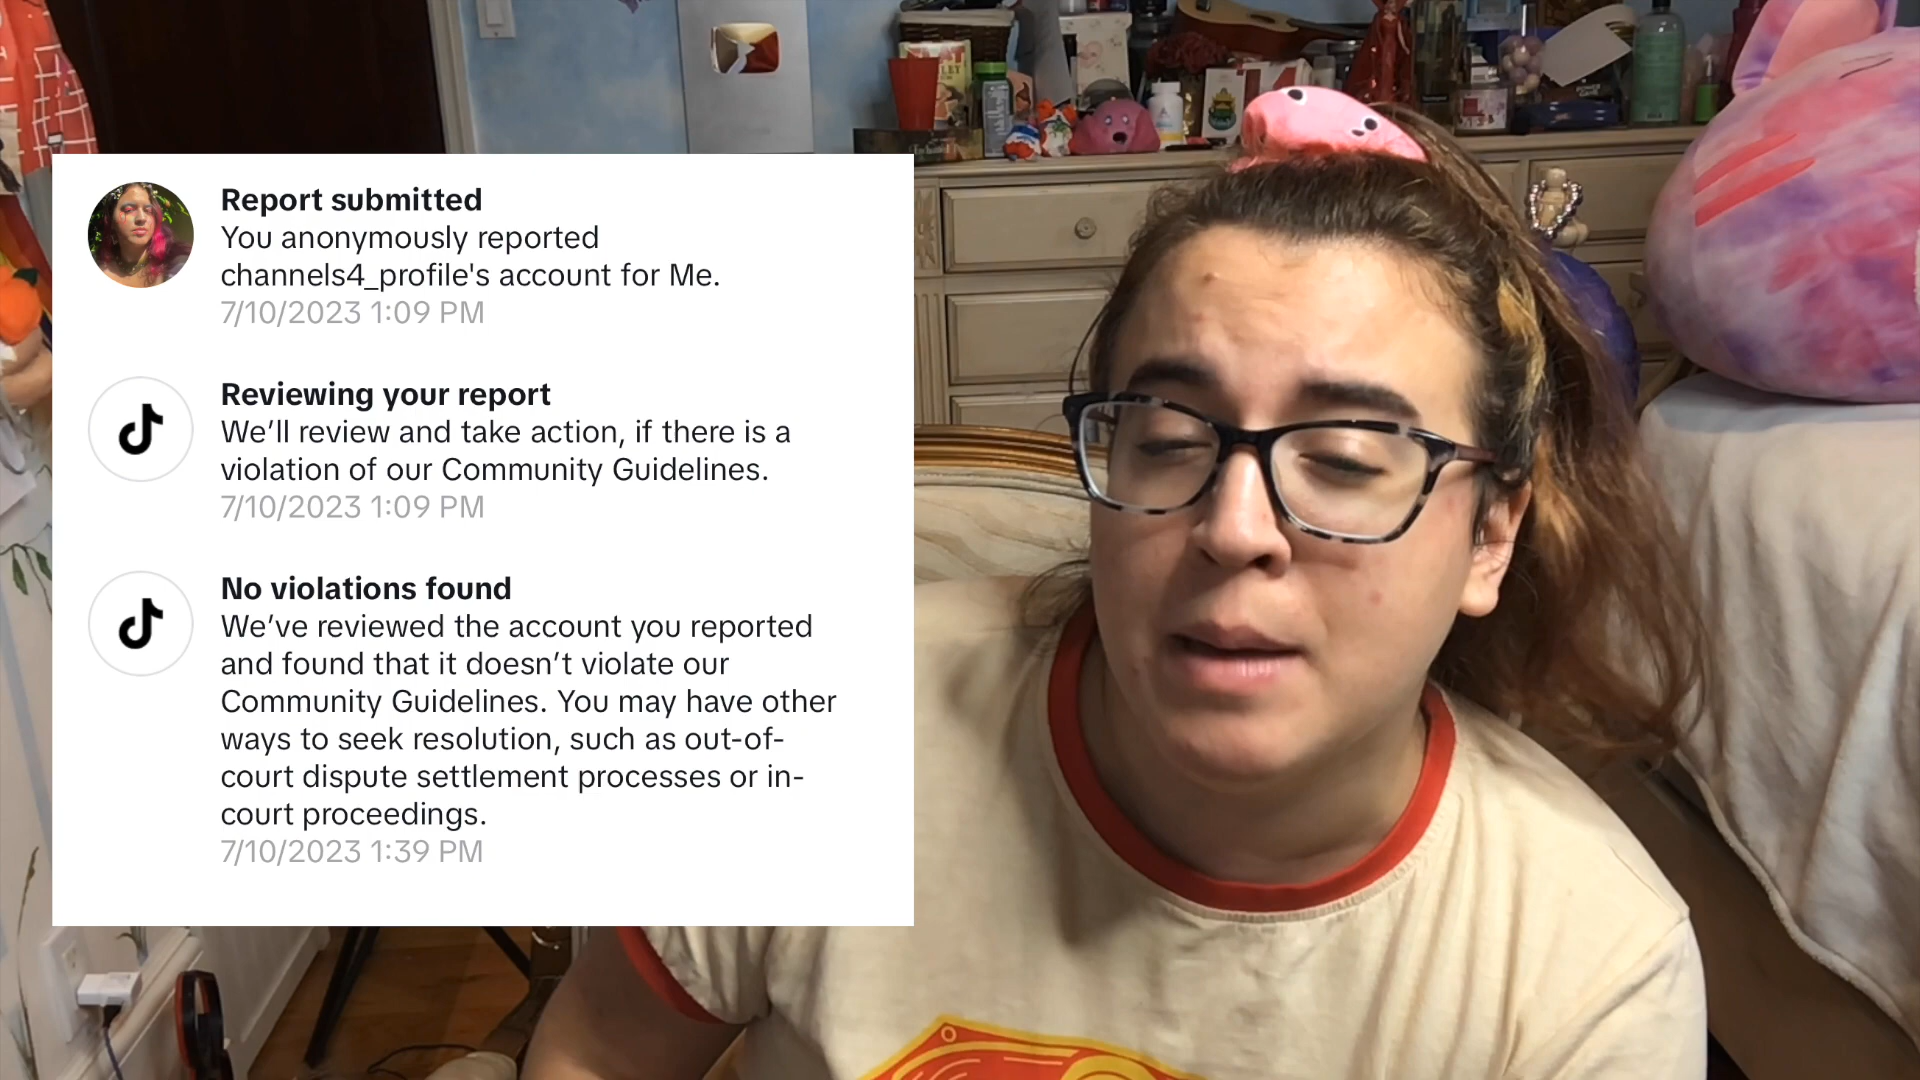 Report submitted
You anonymously reported
channels4_profile's account for Me.
7/10/2023 1:09 PM
Reviewing your report
We’ll review and take action, if there is a
violation of our Community Guidelines.
7/10/2023 1:09 PM
No violations found
We’ve reviewed the account you reported
and found that it doesn’t violate our
Community Guidelines. You may have other
ways to seek resolution, such as out-of-
court dispute settlement processes or in-
court proceedings.
7/10/2023 1:39 PM